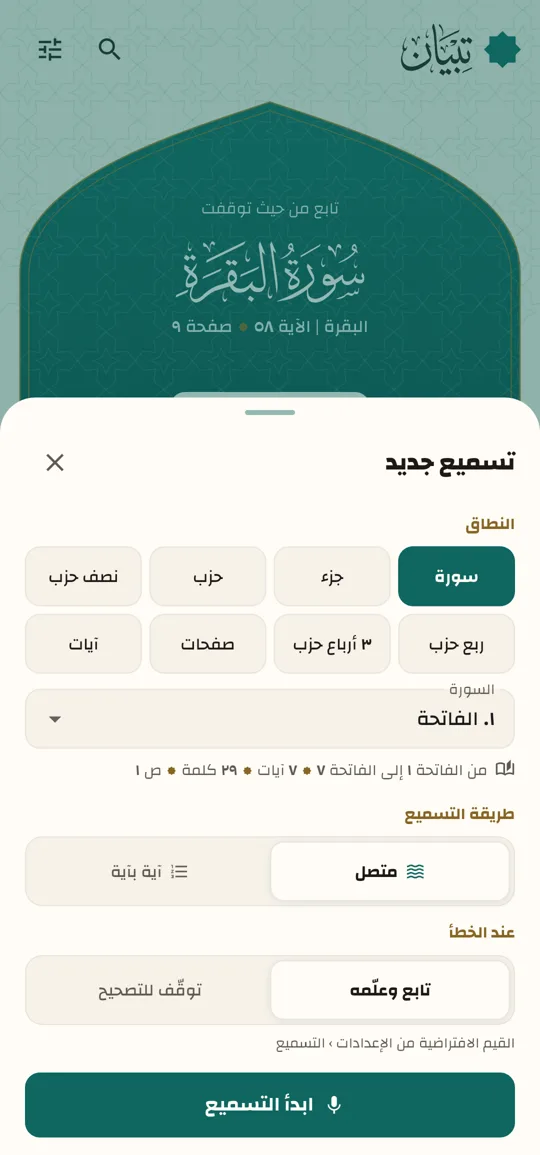 تِبْيَان
تابع من حيث توقفت
سُورَةُ البَقَرَةِ
البقرة | الآية ٥٨ • صفحة ٩
تسميع جديد
النطاق
سورة جزء حزب نصف حزب
ربع حزب ٣ أرباع حزب صفحات آيات
السورة
١. الفاتحة
من الفاتحة ١ إلى الفاتحة ٧ • ٧ آيات • ٢٩ كلمة • ص ١
طريقة التسميع
متصل آية بآية
عند الخطأ
تابع وعلّمه توقّف للتصحيح
القيم الافتراضية من الإعدادات › التسميع
ابدأ التسميع